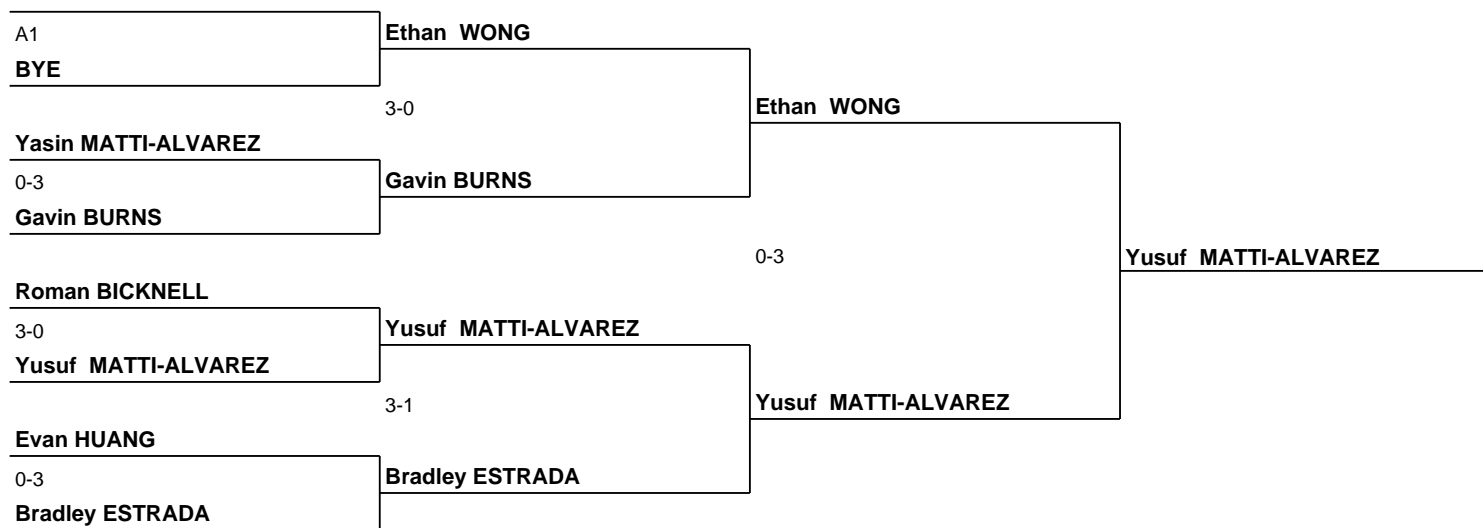 A1
BYE
Ethan  WONG
3-0
Yasin MATTI-ALVAREZ
0-3
Gavin BURNS
Gavin BURNS
Ethan  WONG
0-3
Yusuf  MATTI-ALVAREZ
Roman BICKNELL
3-0
Yusuf  MATTI-ALVAREZ
Yusuf  MATTI-ALVAREZ
3-1
Yusuf  MATTI-ALVAREZ
Evan HUANG
0-3
Bradley ESTRADA
Bradley ESTRADA